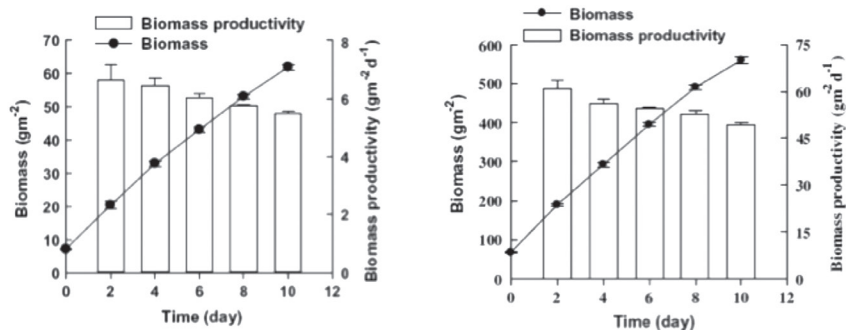 Biomass productivity
Biomass
70
60
50
40
30
20
10
0
Biomass (gm-2)
8
6
4
2
0
Biomass productivity (gm-2 d-1)
0 2 4 6 8 10 12
Time (day)
Biomass
Biomass productivity
600
500
400
300
200
100
0
Biomass (gm-2)
75
60
45
30
15
0
Biomass productivity (gm-2 d-1)
0 2 4 6 8 10 12
Time (day)